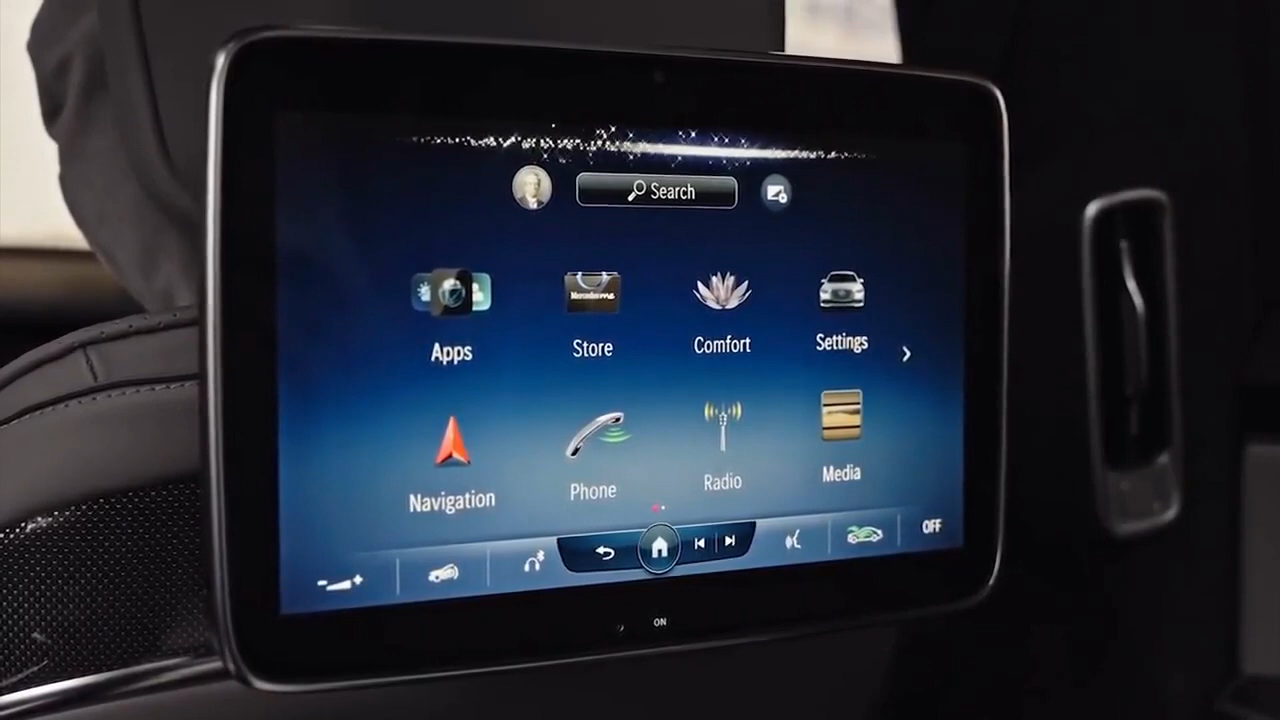 Search
Apps
Store
Comfort
Settings
Navigation
Phone
Radio
Media
OFF
ON